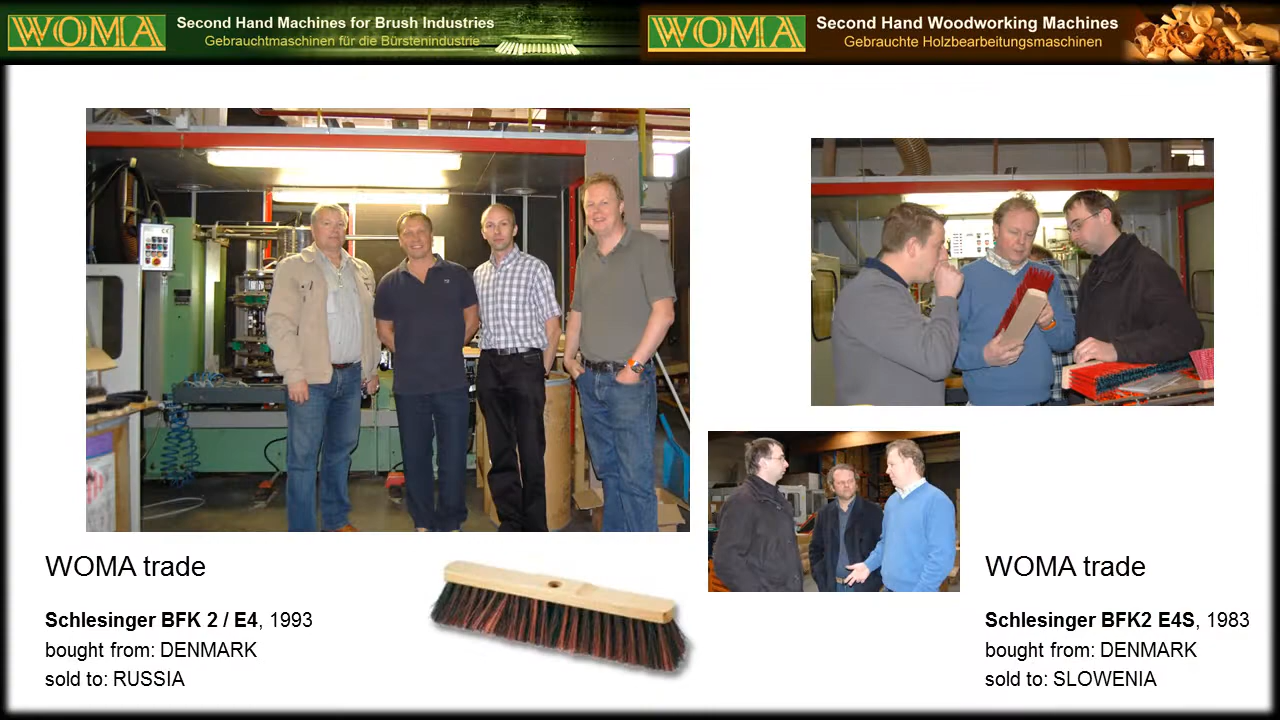 WOMA
Second Hand Machines for Brush Industries
Gebrauchtmaschinen für die Bürstenindustrie
WOMA
Second Hand Woodworking Machines
Gebrauchte Holzbearbeitungsmaschinen
WOMA trade
Schlesinger BFK 2 / E4, 1993
bought from: DENMARK
sold to: RUSSIA
WOMA trade
Schlesinger BFK2 E4S, 1983
bought from: DENMARK
sold to: SLOWENIA